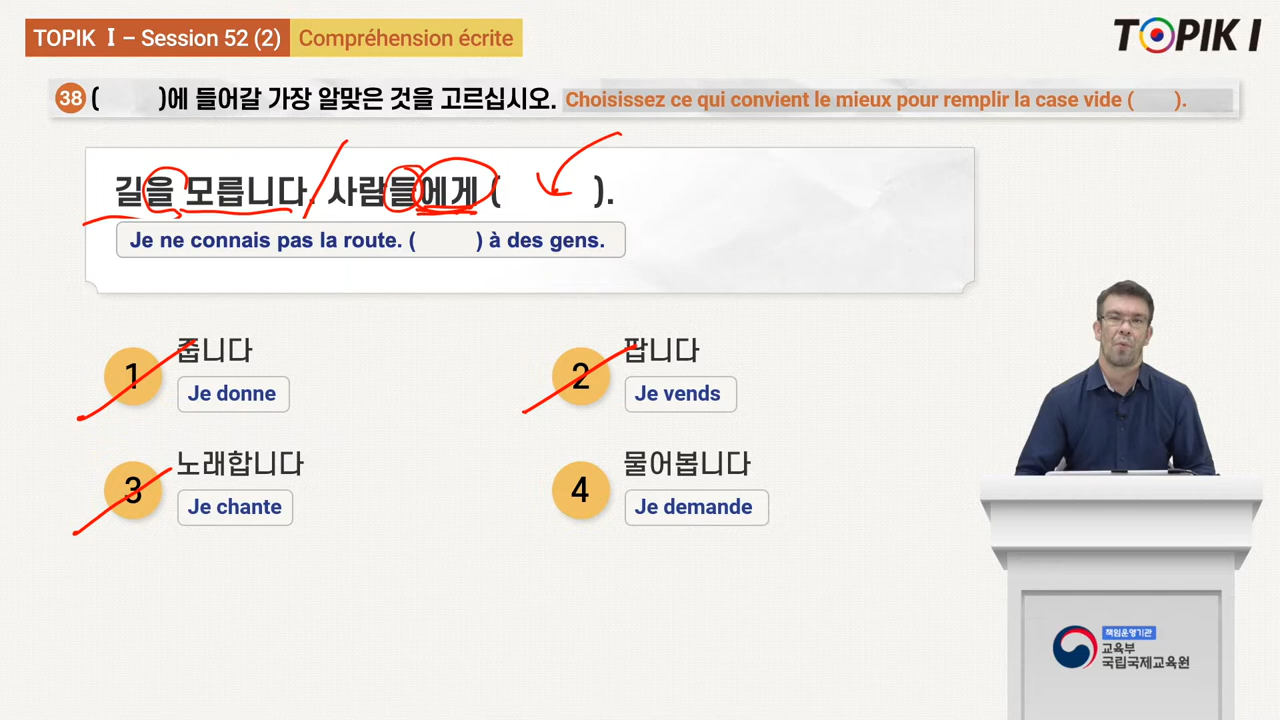 TOPIK I – Session 52 (2) Compréhension écrite
TOPIK I
38 ( )에 들어갈 가장 알맞은 것을 고르십시오. Choisissez ce qui convient le mieux pour remplir la case vide ( ).
길을 모릅니다. 사람들에게 ( ).
Je ne connais pas la route. ( ) à des gens.
1 줍니다
Je donne
2 팝니다
Je vends
3 노래합니다
Je chante
4 물어봅니다
Je demande
책임운영기관
교육부
국립국제교육원